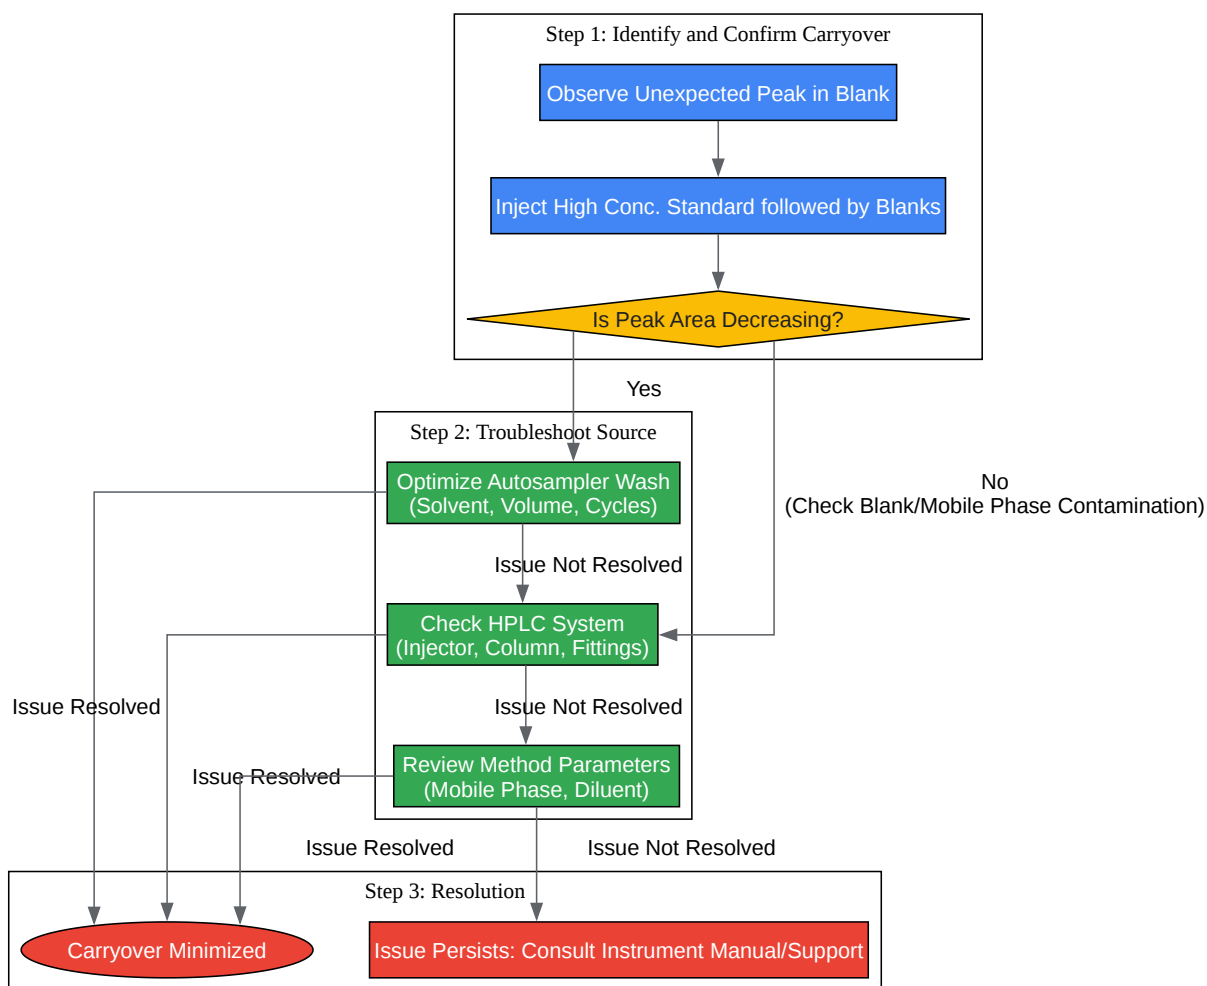 Step 1: Identify and Confirm Carryover
Observe Unexpected Peak in Blank
Inject High Conc. Standard followed by Blanks
Is Peak Area Decreasing?
Yes
No
(Check Blank/Mobile Phase Contamination)
Step 2: Troubleshoot Source
Optimize Autosampler Wash
(Solvent, Volume, Cycles)
Issue Not Resolved
Check HPLC System
(Injector, Column, Fittings)
Issue Resolved
Issue Not Resolved
Review Method Parameters
(Mobile Phase, Diluent)
Issue Resolved
Issue Resolved
Issue Not Resolved
Step 3: Resolution
Carryover Minimized
Issue Persists: Consult Instrument Manual/Support